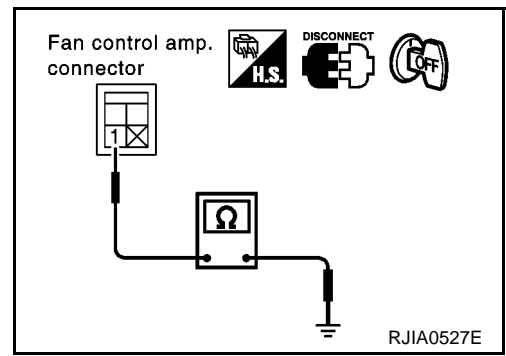 Fan control amp.
connector
H.S.
DISCONNECT
OFF
1
Ω
RJIA0527E